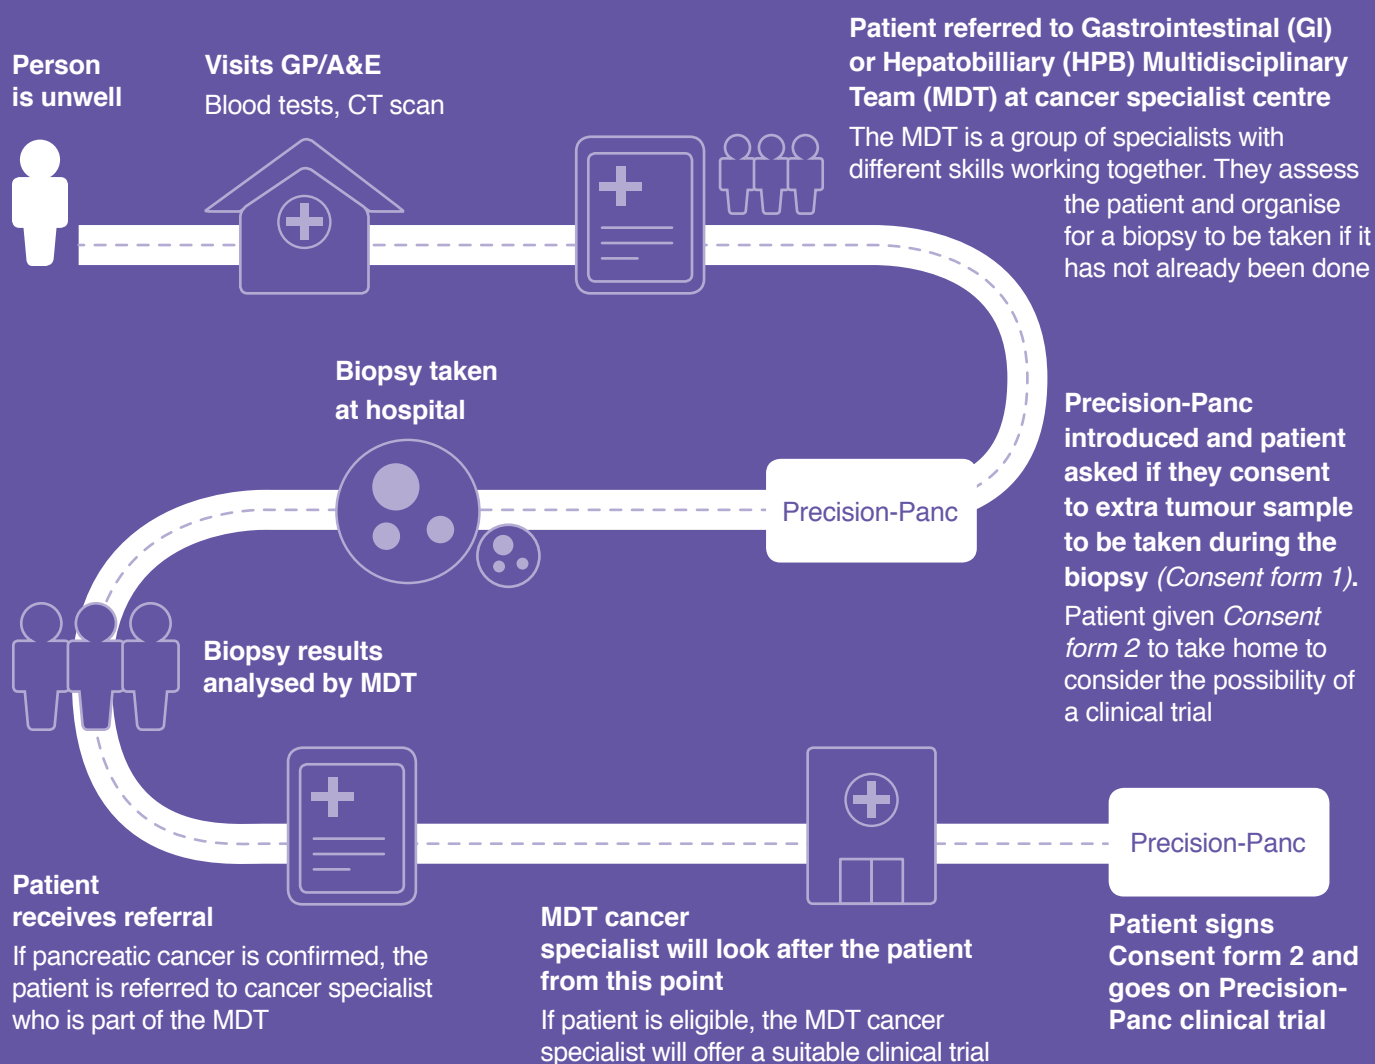 Person
is unwell
Visits GP/A&E
Blood tests, CT scan
Patient referred to Gastrointestinal (GI)
or Hepatobilliary (HPB) Multidisciplinary
Team (MDT) at cancer specialist centre
The MDT is a group of specialists with
different skills working together. They assess
the patient and organise
for a biopsy to be taken if it
has not already been done
Precision-Panc
introduced and patient
asked if they consent
to extra tumour sample
to be taken during the
biopsy (Consent form 1).
Patient given Consent
form 2 to take home to
consider the possibility of
a clinical trial
Precision-Panc
Biopsy taken
at hospital
Biopsy results
analysed by MDT
Patient
receives referral
If pancreatic cancer is confirmed, the
patient is referred to cancer specialist
who is part of the MDT
MDT cancer
specialist will look after the patient
from this point
If patient is eligible, the MDT cancer
specialist will offer a suitable clinical trial
Precision-Panc
Patient signs
Consent form 2 and
goes on Precision-
Panc clinical trial